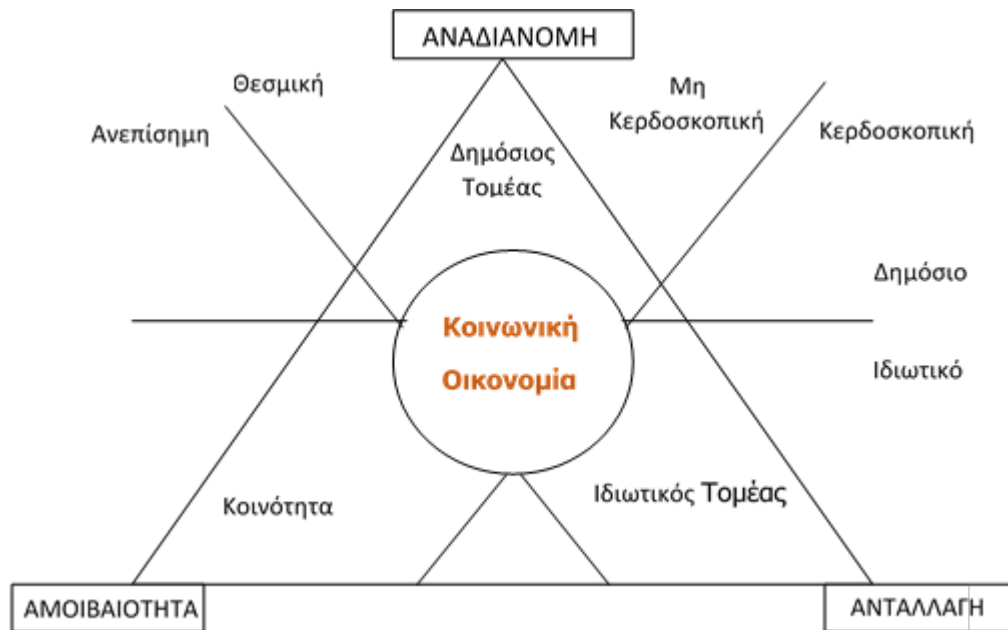 ΑΝΑΔΙΑΝΟΜΗ
Θεσμική
Μη
Κερδοσκοπική
Ανεπίσημη
Κερδοσκοπική
Δημόσιος
Τομέας
Δημόσιο
Κοινωνική
Οικονομία
Ιδιωτικό
Κοινότητα
Ιδιωτικός Τομέας
ΑΜΟΙΒΑΙΟΤΗΤΑ
ΑΝΤΑΛΛΑΓΗ